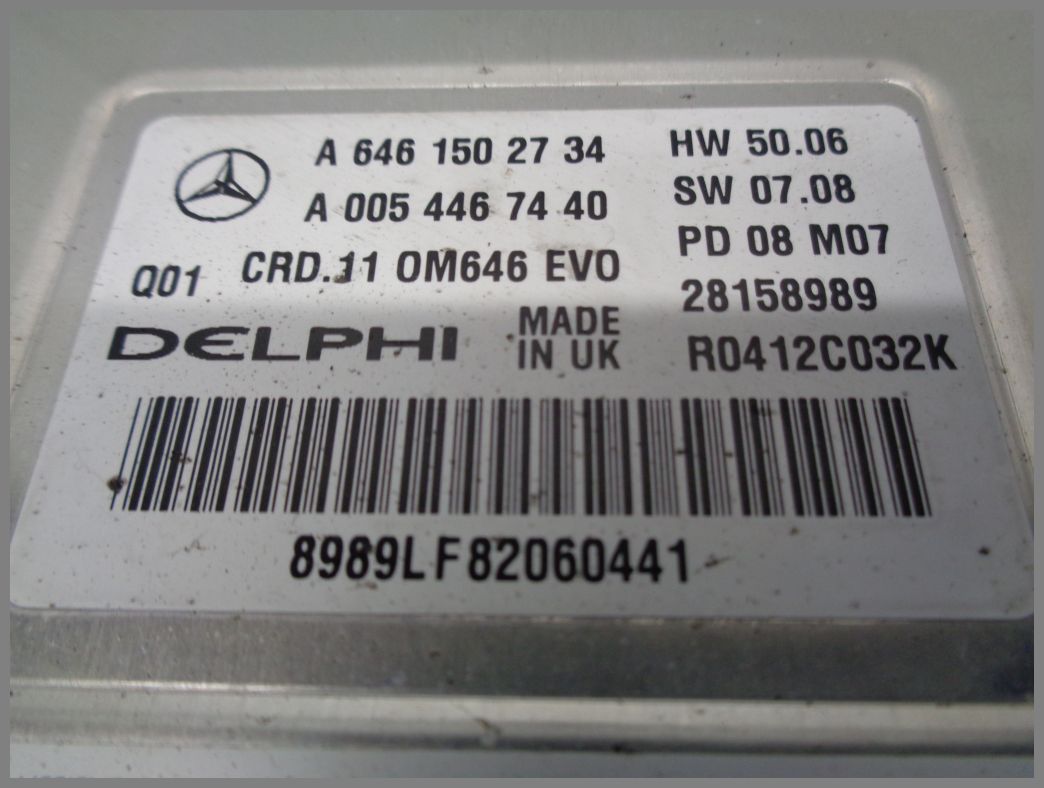 A 646 150 27 34
A 005 446 74 40
Q01 CRD.11 OM646 EVO
HW 50.06
SW 07.08
PD 08 M07
28158989
DELPHI
MADE
IN UK
R0412C032K
8989LF82060441